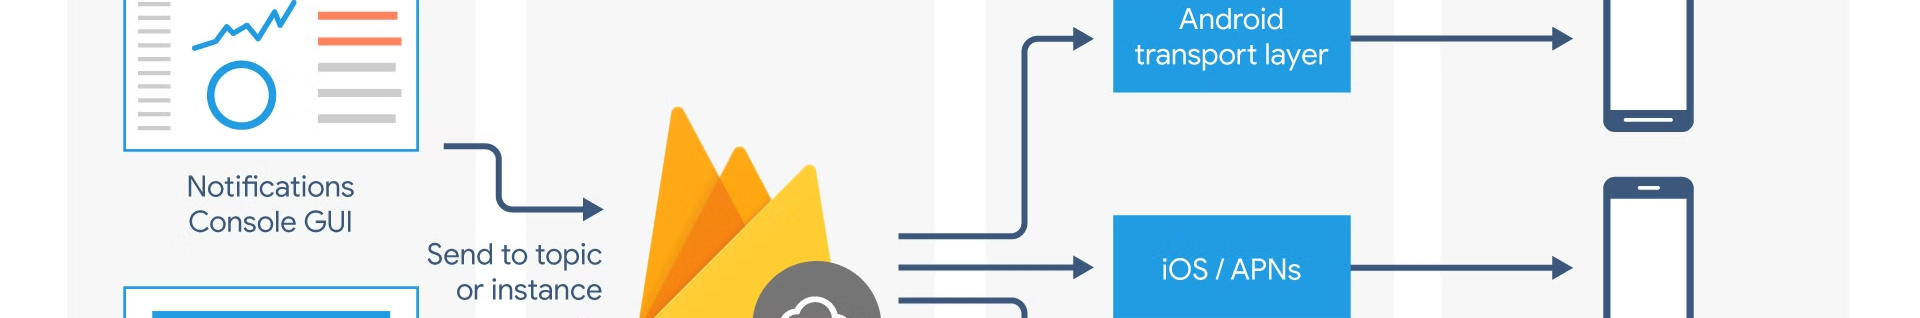 Notifications
Console GUI
Send to topic
or instance
Android
transport layer
iOS / APNs